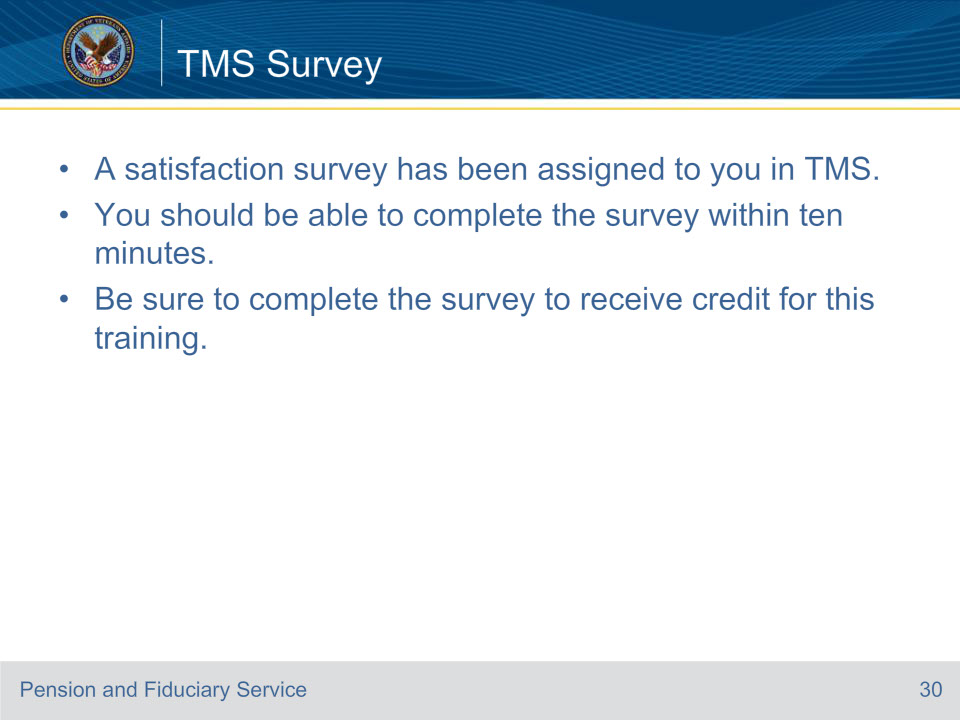 TMS Survey
• A satisfaction survey has been assigned to you in TMS.
• You should be able to complete the survey within ten
minutes.
• Be sure to complete the survey to receive credit for this
training.
Pension and Fiduciary Service
30